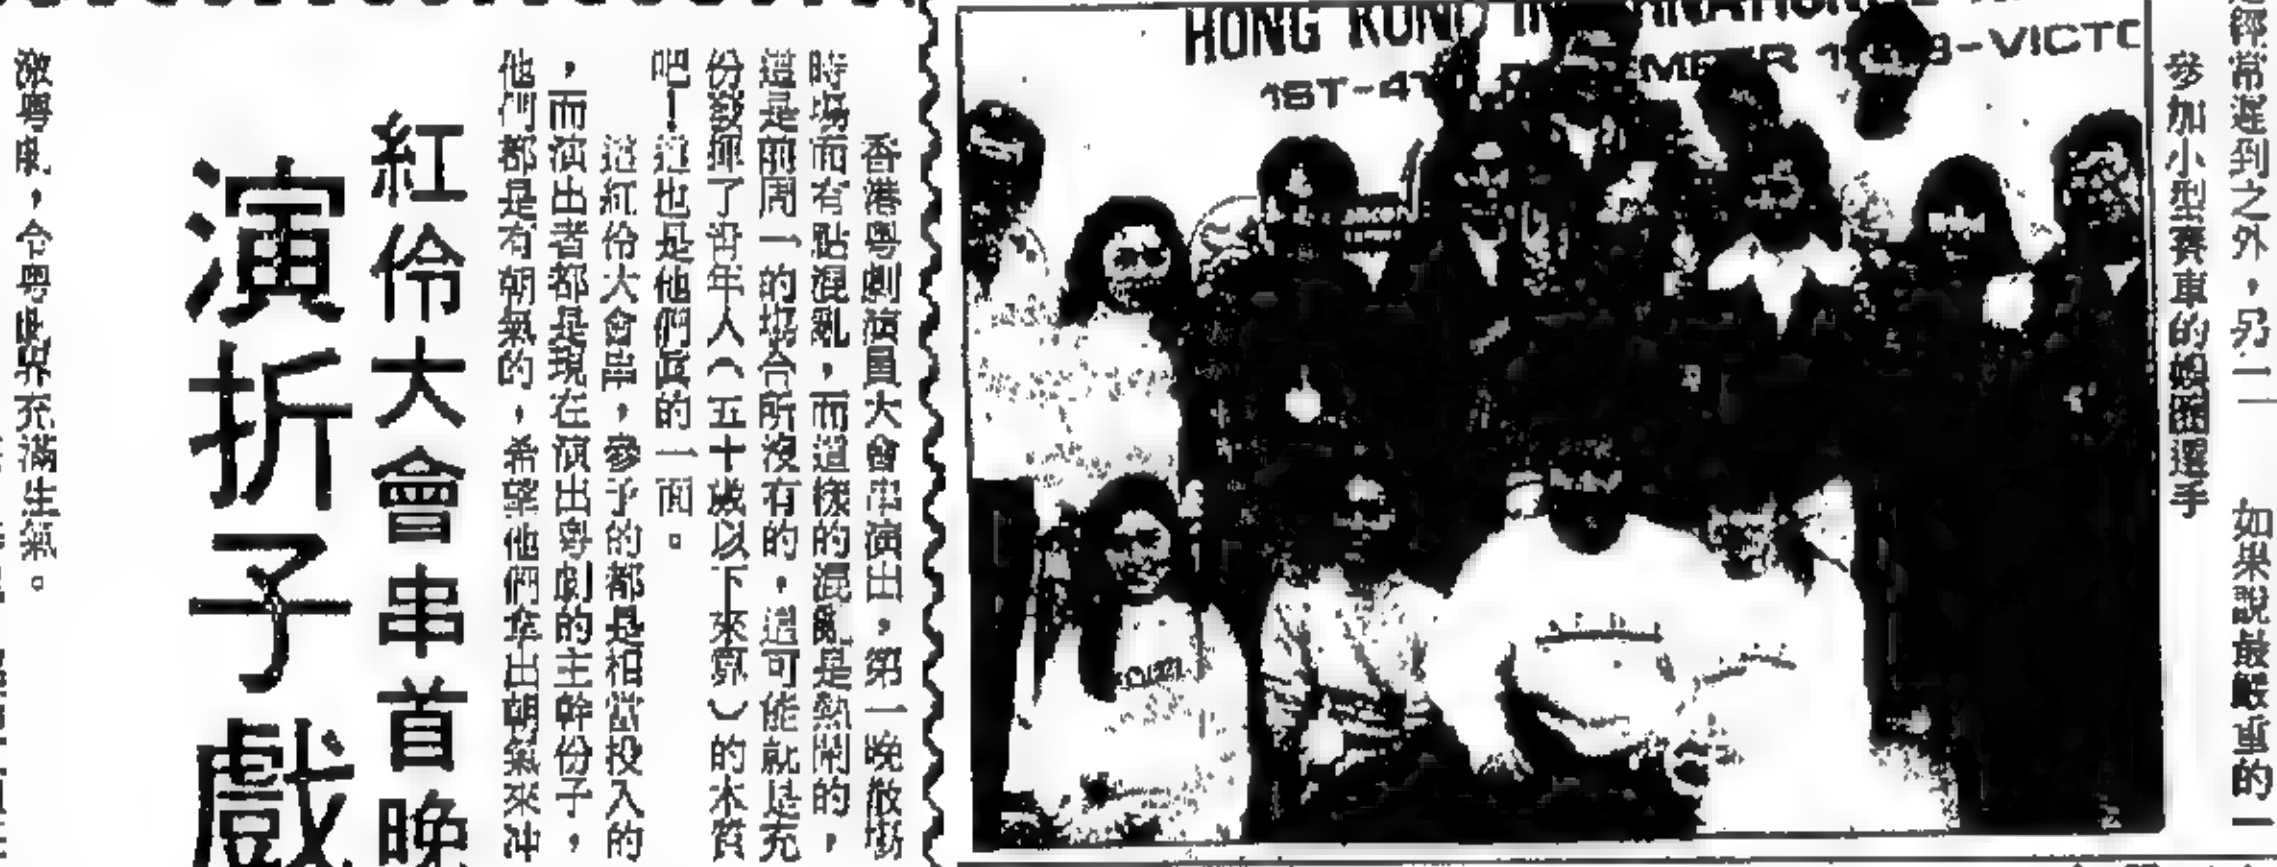 HONG KONG
1ST-4
-VICTO
經常遲到之外，另一
如果說最嚴重的一
參加小型賽車的娛圈選手
香港粵劇演員大會串演出，第一晚散場
時場面有點混亂，而這樣的混亂是熱鬧的，
這是前周一的場合所沒有的，這可能就是充
份發揮了青年人（五十歲以下來算）的本質
吧！這也是他們眞的一面。
這紅伶大會串，參予的都是相當投入的
，而演出者都是現在演出粵劇的主幹份子，
他們都是有朝氣的，希望他們拿出朝氣來冲
紅伶大會串首晚
演折子戲
激粵劇，令粵劇界充滿生氣。